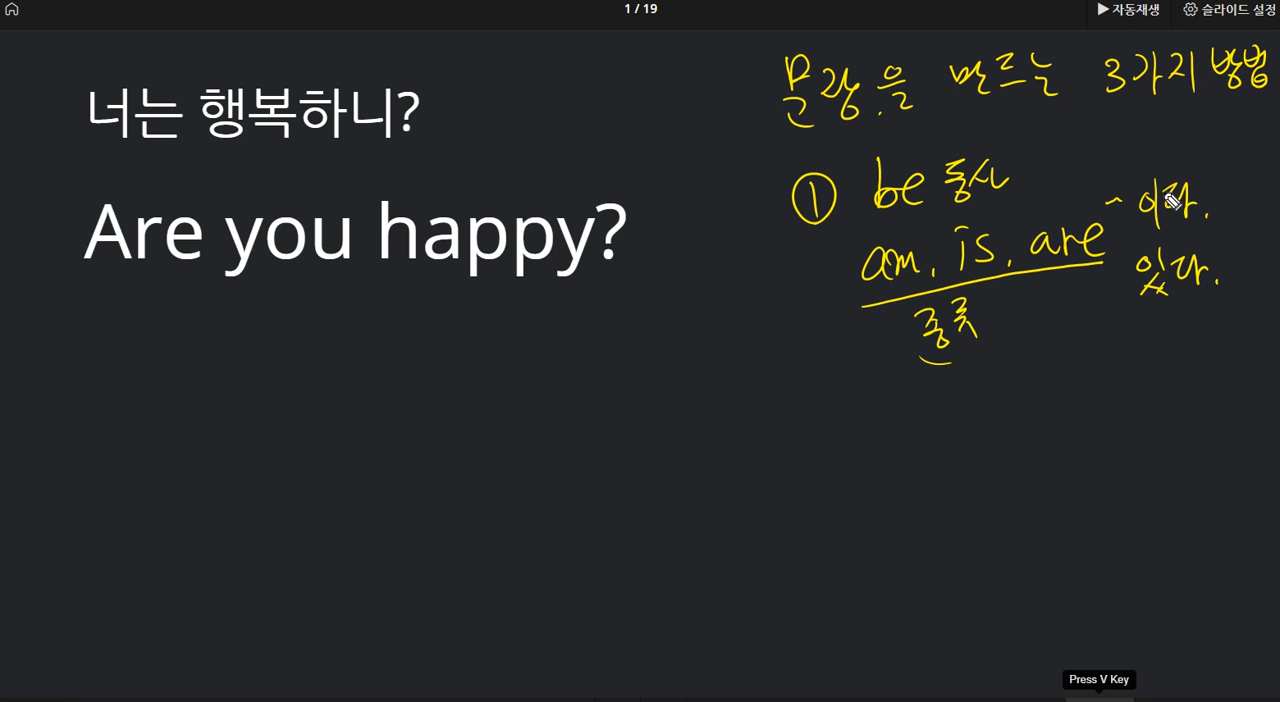 1 / 19
▶ 자동재생
슬라이드 설정
너는 행복하니?
Are you happy?
문장을 만드는 3가지 방법
① be 동사
am, is, are
~ 이다.
있다.
Press V Key